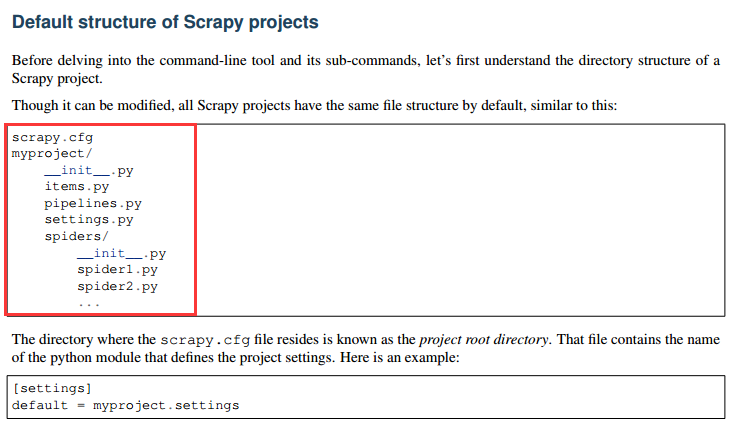 Default structure of Scrapy projects
Before delving into the command-line tool and its sub-commands, let's first understand the directory structure of a
Scrapy project.
Though it can be modified, all Scrapy projects have the same file structure by default, similar to this:
scrapy.cfg
myproject/
    __init__.py
    items.py
    pipelines.py
    settings.py
    spiders/
        __init__.py
        spider1.py
        spider2.py
        ...
The directory where the scrapy.cfg file resides is known as the project root directory. That file contains the name
of the python module that defines the project settings. Here is an example:
[settings]
default = myproject.settings